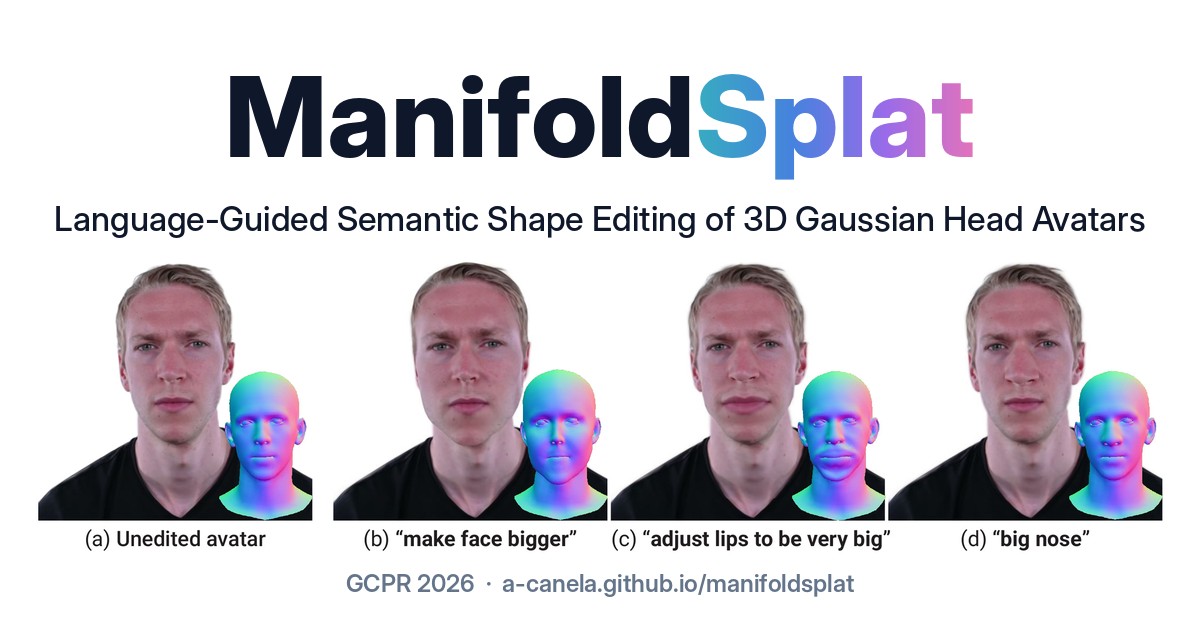 ManifoldSplat
Language-Guided Semantic Shape Editing of 3D Gaussian Head Avatars
(a) Unedited avatar
(b) “make face bigger”
(c) “adjust lips to be very big”
(d) “big nose”
GCPR 2026 · a-canela.github.io/manifoldsplat